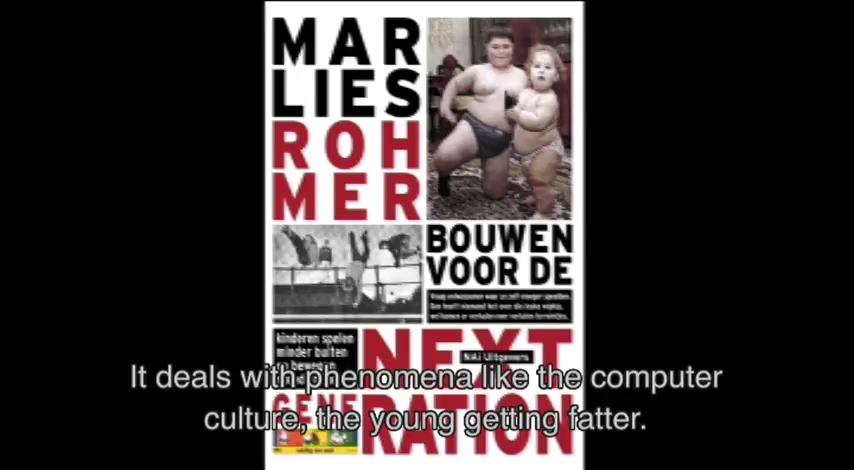 MAR
LIES
ROH
MER
BOUWEN
VOOR DE
kinderen spelen
minder buiten
NEXT
NAi Uitgevers
GENE
RATION
It deals with phenomena like the computer
culture, the young getting fatter.